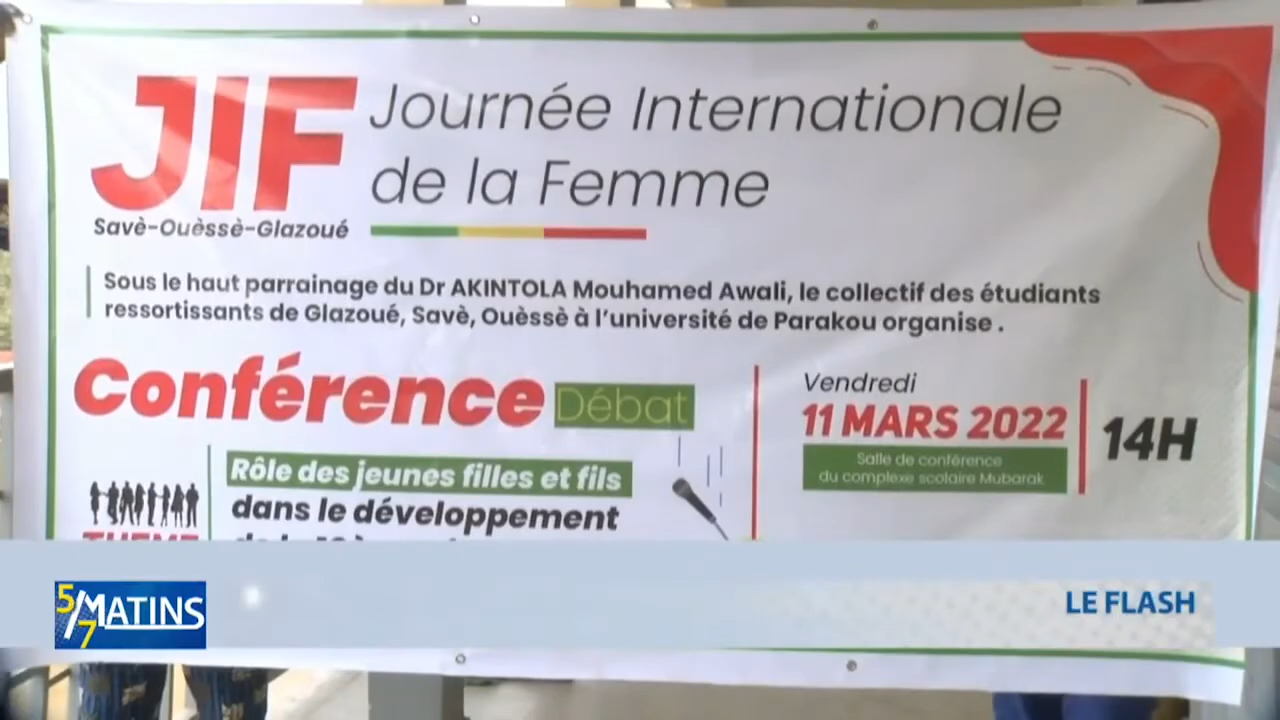 JIF
Journée Internationale
de la Femme
Savè-Ouèssè-Glazoué
Sous le haut parrainage du Dr AKINTOLA Mouhamed Awali, le collectif des étudiants
ressortissants de Glazoué, Savè, Ouèssè à l'université de Parakou organise .
Conférence Débat
Vendredi
11 MARS 2022
14H
Salle de conférence
du complexe scolaire Mubarak
Rôle des jeunes filles et fils
dans le développement
THEME
5/7 MATINS
LE FLASH